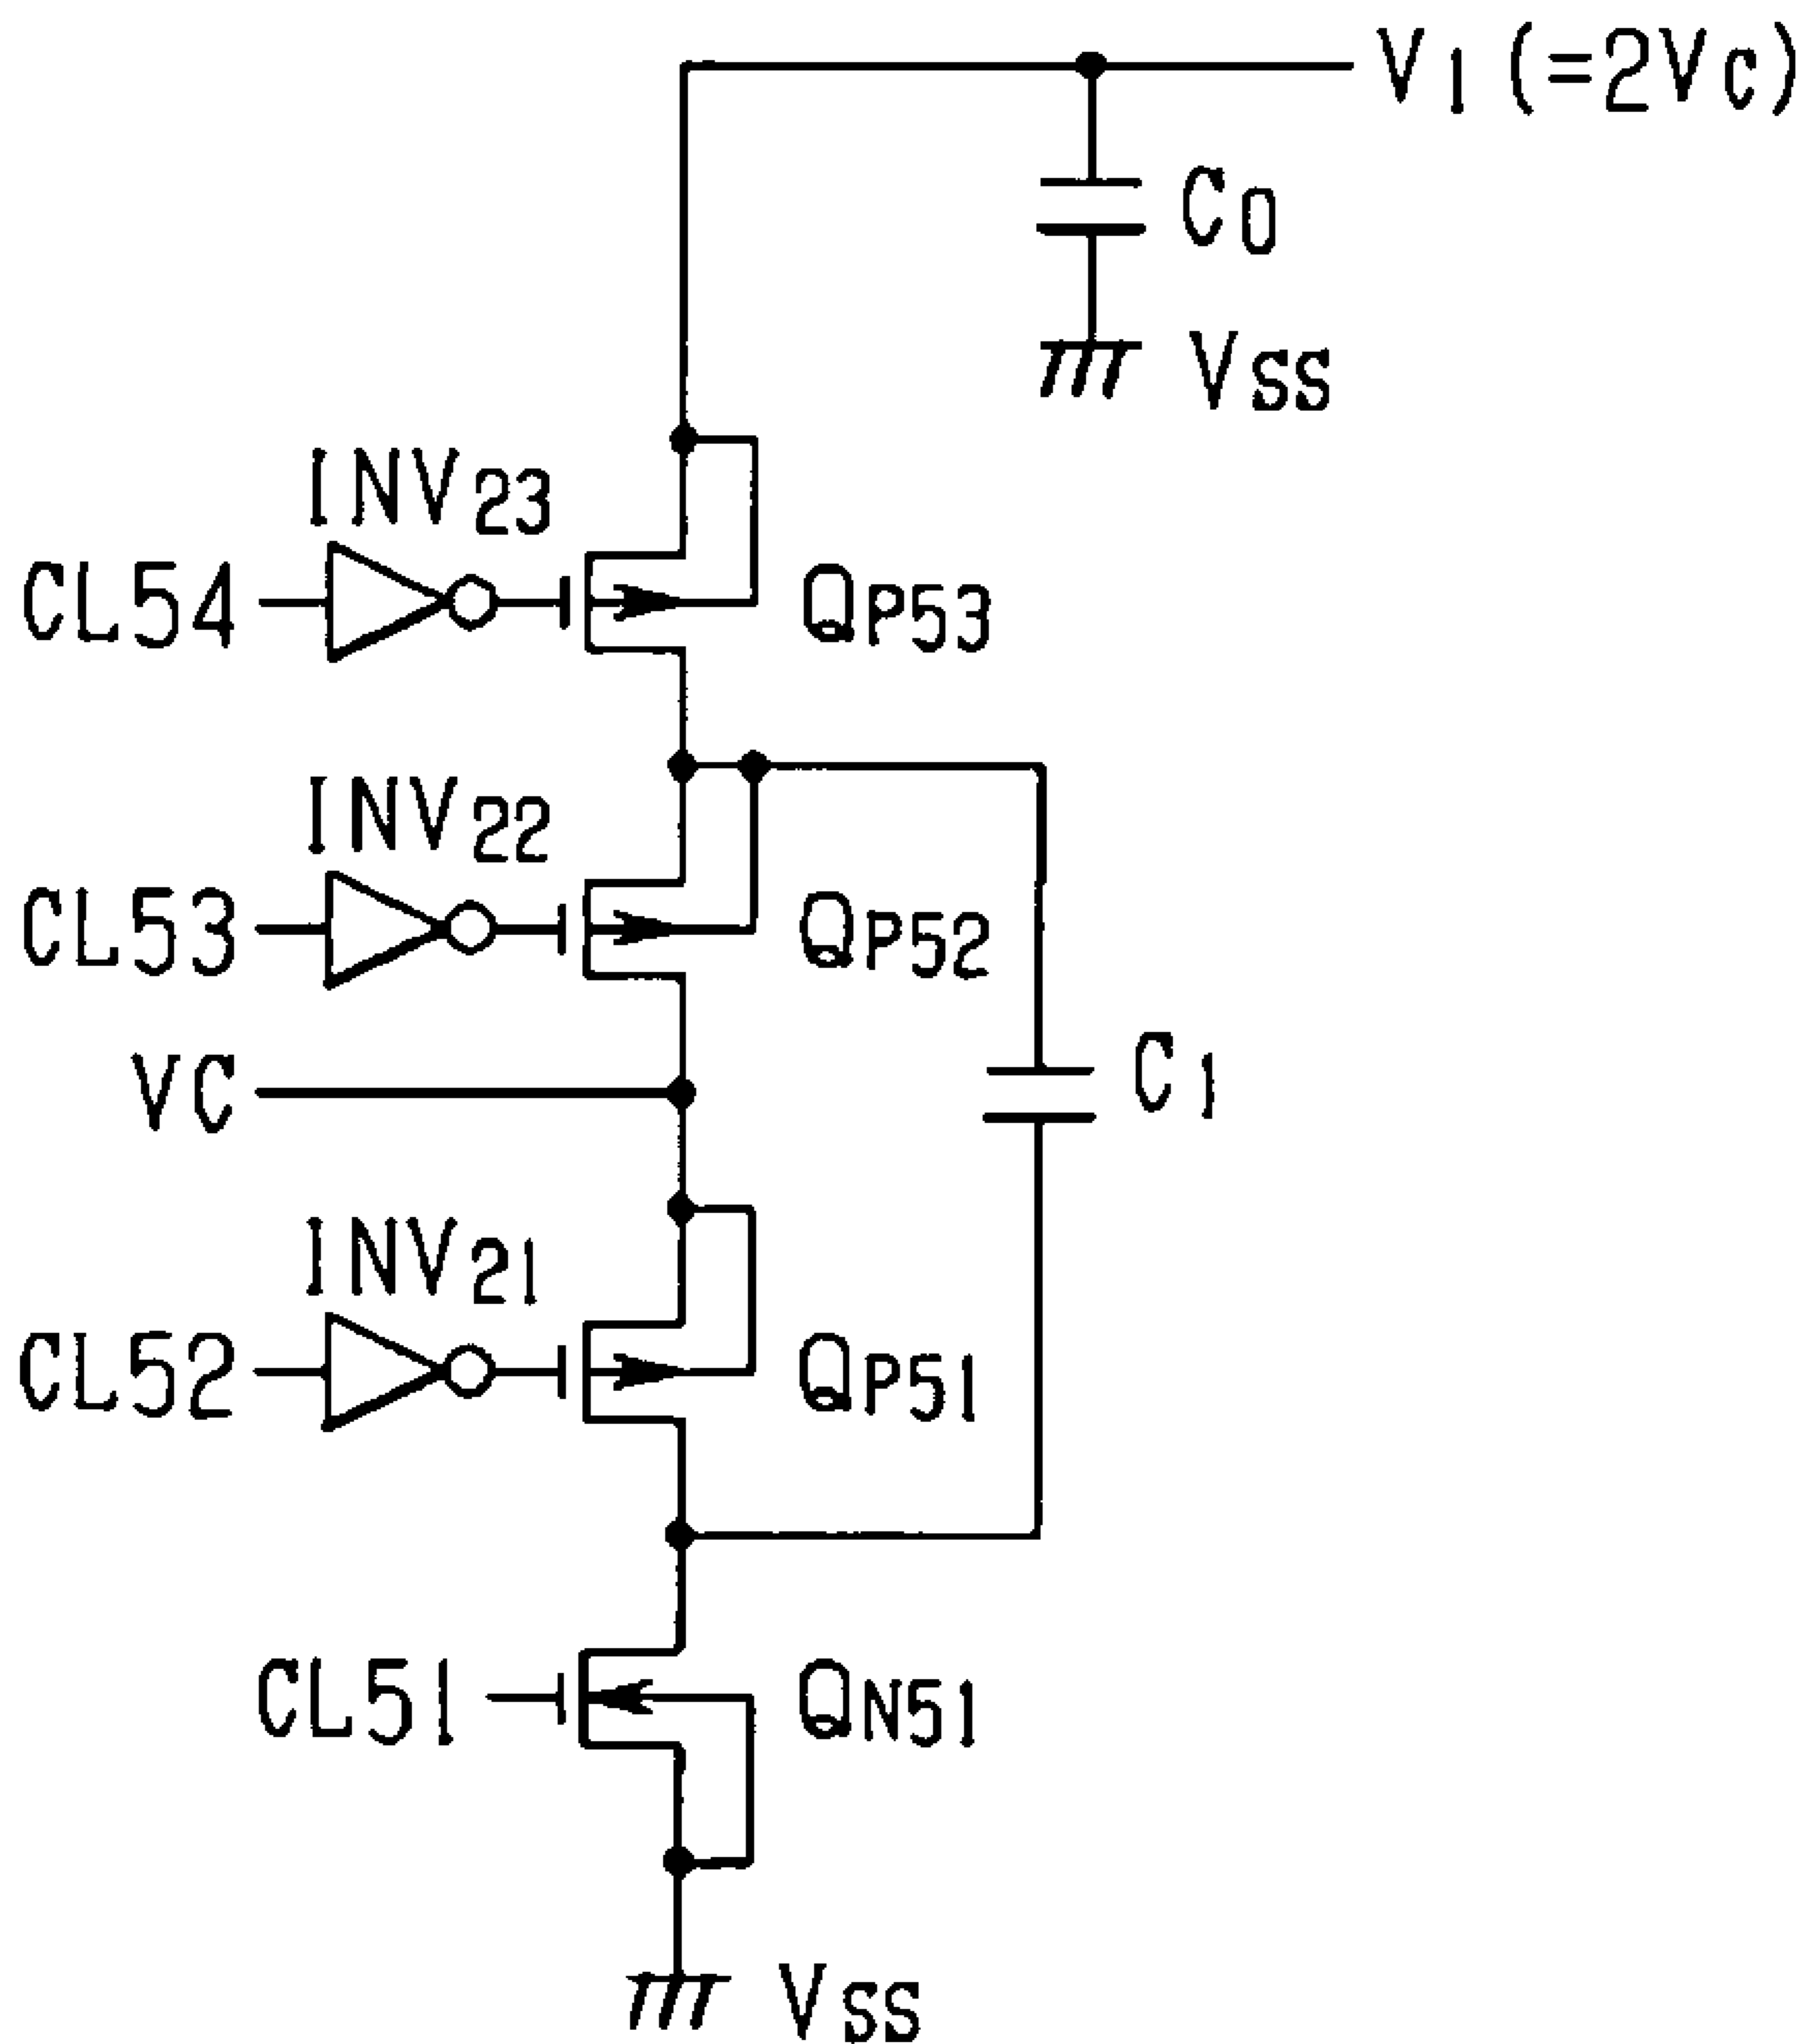 V1 (=2Vc)
C0
VSS
INV23
CL54
QP53
INV22
CL53
QP52
VC
C1
INV21
CL52
QP51
CL51
QN51
VSS